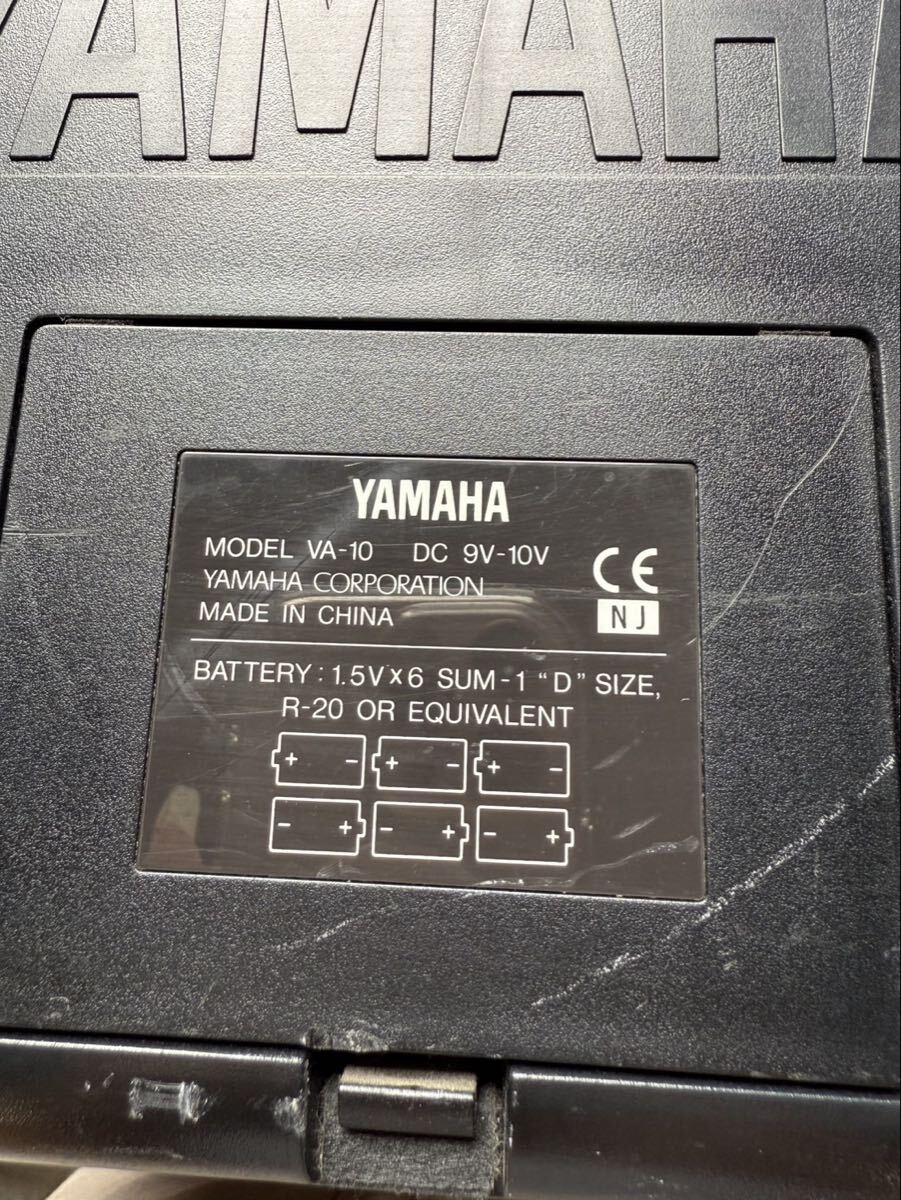 YAMAHA
YAMAHA
MODEL VA-10 DC 9V-10V
YAMAHA CORPORATION
MADE IN CHINA
CE
NJ
BATTERY : 1.5V×6 SUM-1 “D” SIZE,
R-20 OR EQUIVALENT
+ - + - + -
- + - + - +